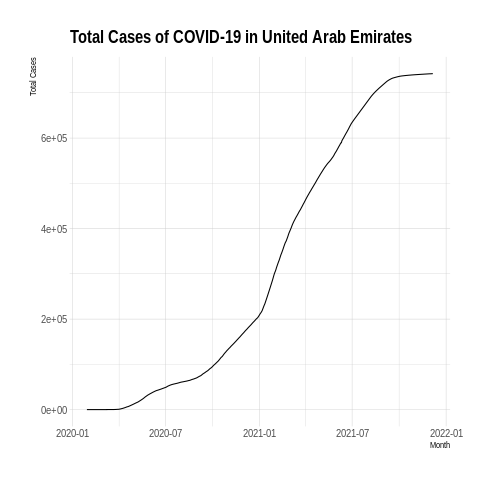 Total Cases of COVID-19 in United Arab Emirates
Total Cases
6e+05
4e+05
2e+05
0e+00
2020-01 2020-07 2021-01 2021-07 2022-01
Month